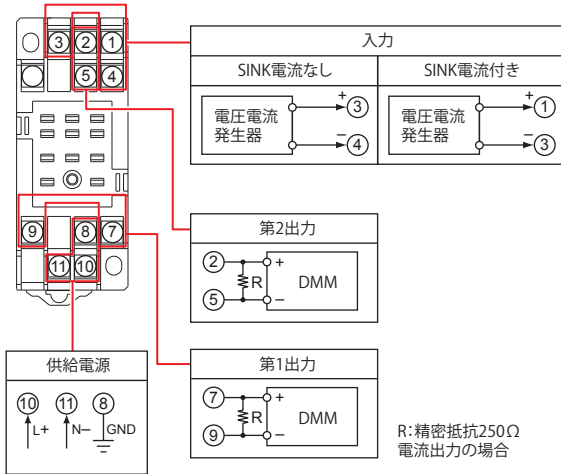 ③ ② ①
⑤ ④
⑨ ⑧ ⑦
⑪ ⑩
入力
SINK電流なし SINK電流付き
電圧電流
発生器
+ ③
− ④
電圧電流
発生器
+ ①
− ③
第2出力
② + DMM
R
⑤ −
第1出力
⑦ + DMM
R
⑨ −
供給電源
⑩ ⑪ ⑧
L+ N− GND
R:精密抵抗250Ω
電流出力の場合